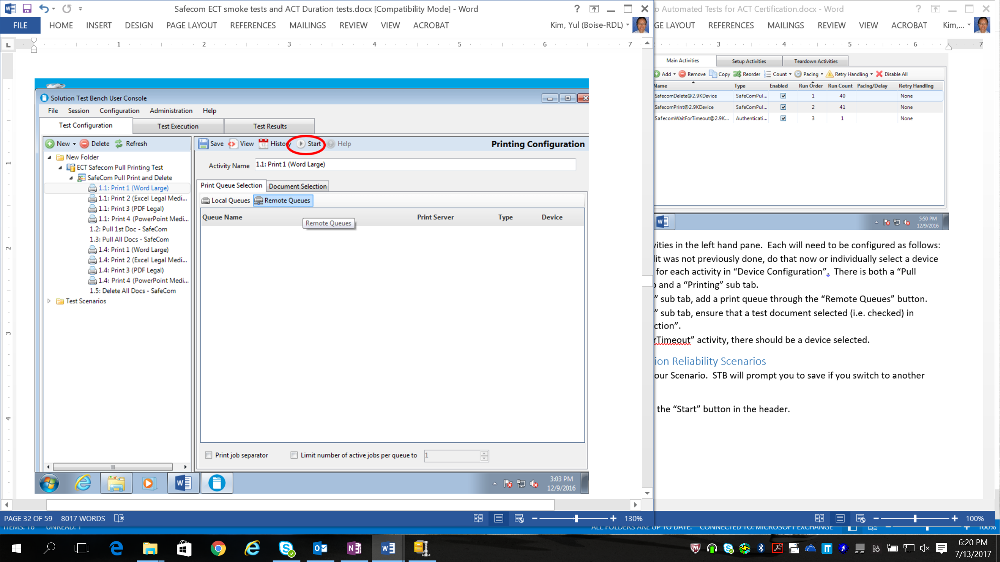 Safecom ECT smoke tests and ACT Duration tests.docx [Compatibility Mode] - Word
FILE HOME INSERT DESIGN PAGE LAYOUT REFERENCES MAILINGS REVIEW VIEW ACROBAT Kim, Yul (Boise-RDL)
1 2 3 4 5 6 7
Solution Test Bench User Console
File Session Configuration Administration Help
Test Configuration Test Execution Test Results
New Delete Refresh
Save View History Start Help Printing Configuration
New Folder
ECT Safecom Pull Printing Test
SafeCom Pull Print and Delete
1.1: Print 1 (Word Large)
1.1: Print 2 (Excel Legal Medi...
1.1: Print 3 (PDF Legal)
1.1: Print 4 (PowerPoint Medi...
1.2: Pull 1st Doc - SafeCom
1.3: Pull All Docs - SafeCom
1.4: Print 1 (Word Large)
1.4: Print 2 (Excel Legal Medi...
1.4: Print 3 (PDF Legal)
1.4: Print 4 (PowerPoint Medi...
1.5: Delete All Docs - SafeCom
Test Scenarios
Activity Name 1.1: Print 1 (Word Large)
Print Queue Selection Document Selection
Local Queues Remote Queues
Queue Name Print Server Type Device
Remote Queues
Print job separator Limit number of active jobs per queue to 1
3:03 PM
12/9/2016
1
2
3
4
PAGE 32 OF 59 8017 WORDS 130%
to Automated Tests for ACT Certification.docx - Word
GE LAYOUT REFERENCES MAILINGS REVIEW VIEW ACROBAT Kim,...
3 4 5 6 7
Main Activities Setup Activities Teardown Activities
Add Remove Copy Reorder Count Pacing Retry Handling Disable All
Name Type Enabled Run Order Run Count Pacing/Delay Retry Handling
SafecomDelete@2.9KDevice SafeComPul... 1 40 None
SafecomPrint@2.9KDevice SafeComPul... 2 41 None
SafecomWaitForTimeout@2.9K... Authenticati... 3 1 None
5:50 PM
12/9/2016
vities in the left hand pane. Each will need to be configured as follows:
lit was not previously done, do that now or individually select a device
for each activity in “Device Configuration”. There is both a “Pull
b and a “Printing” sub tab.
” sub tab, add a print queue through the “Remote Queues” button.
” sub tab, ensure that a test document selected (i.e. checked) in
ction”.
rTimeout” activity, there should be a device selected.
ion Reliability Scenarios
our Scenario. STB will prompt you to save if you switch to another
the “Start” button in the header.
100%
ITEMS: 16 UNREAD: 1 ALL FOLDERS ARE UP TO DATE. CONNECTED TO: MICROSOFT EXCHANGE 100%
6:20 PM
7/13/2017